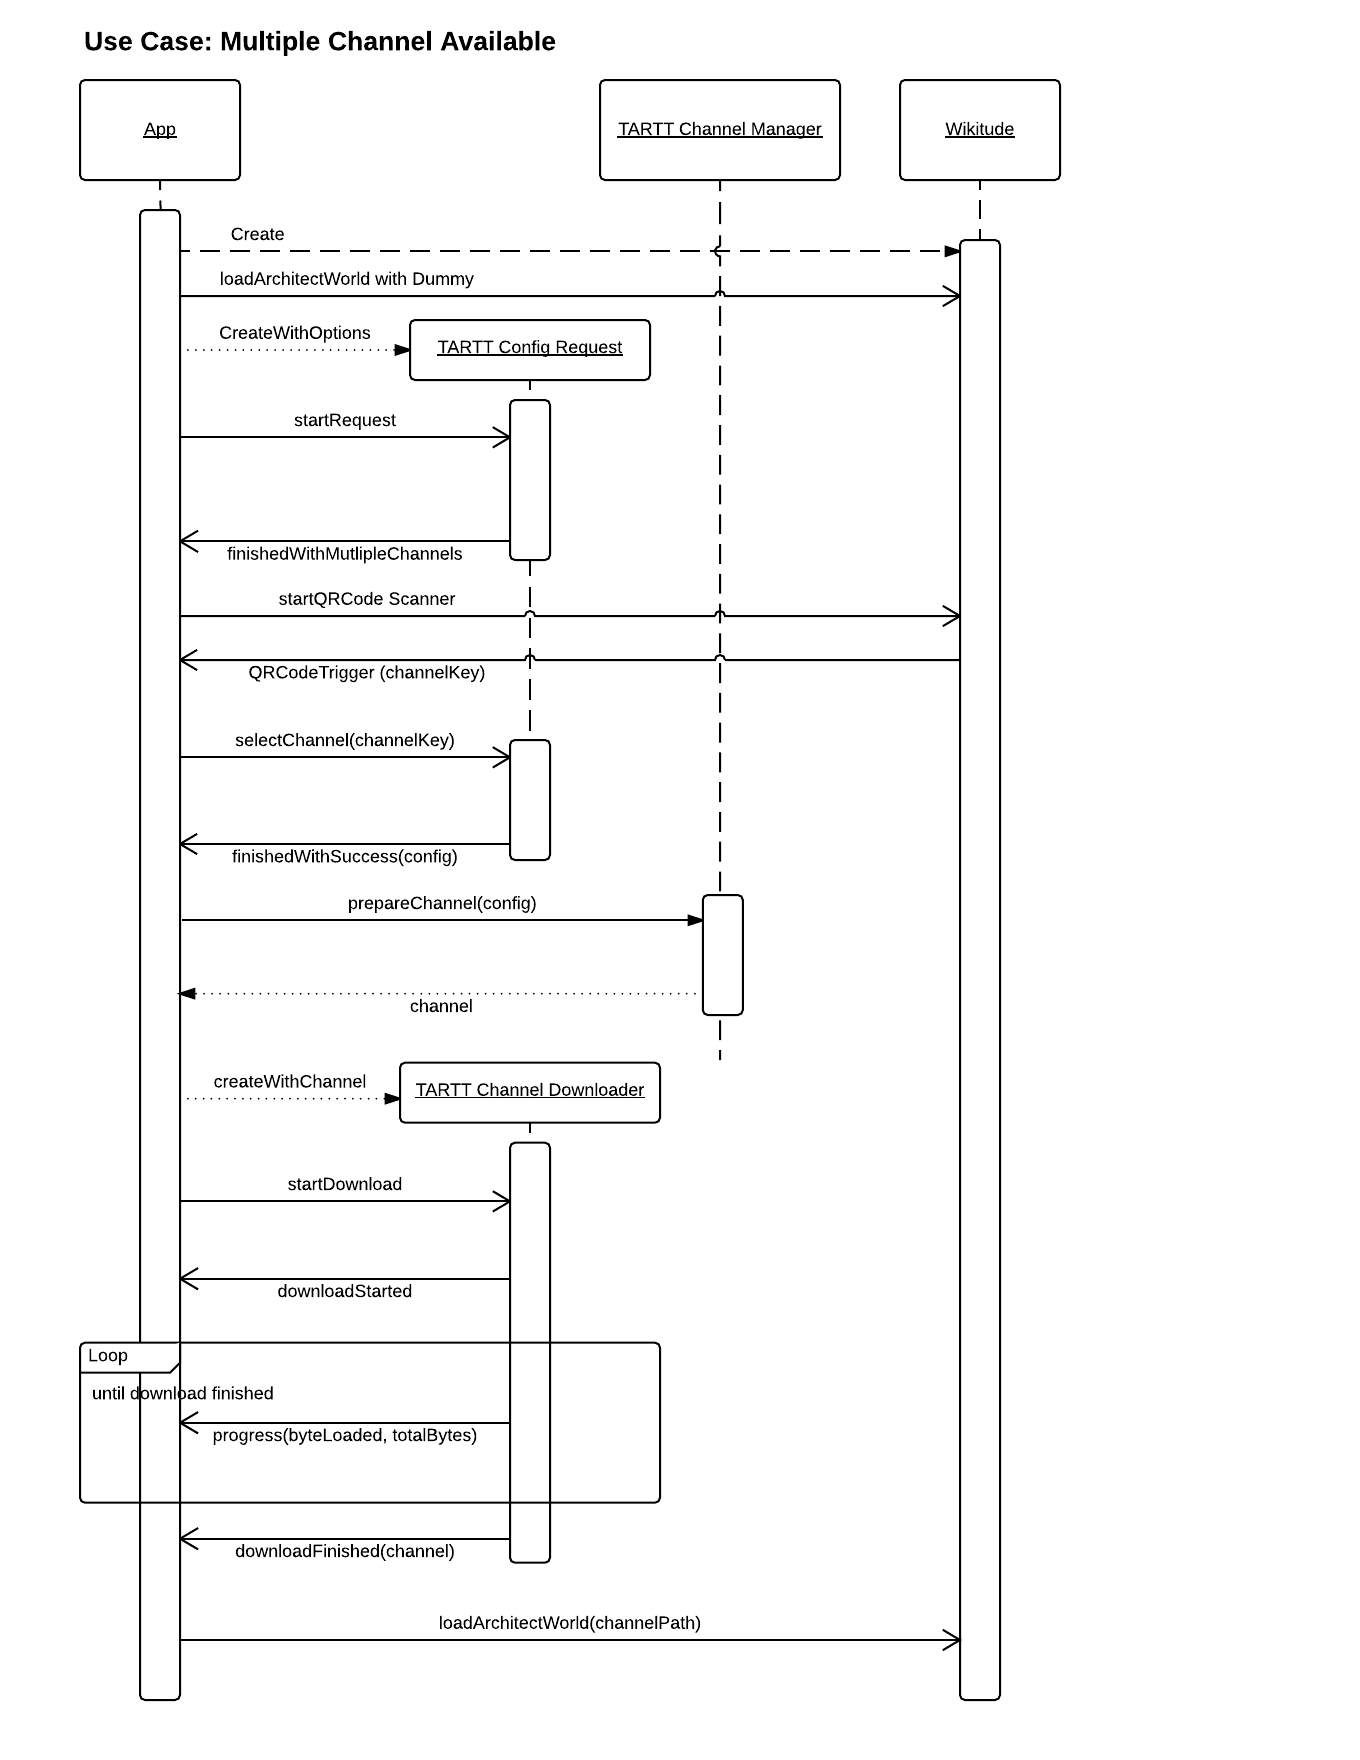 Use Case: Multiple Channel Available
App
TARTT Channel Manager
Wikitude
Create
loadArchitectWorld with Dummy
CreateWithOptions
TARTT Config Request
startRequest
finishedWithMutlipleChannels
startQRCode Scanner
QRCodeTrigger (channelKey)
selectChannel(channelKey)
finishedWithSuccess(config)
prepareChannel(config)
channel
createWithChannel
TARTT Channel Downloader
startDownload
downloadStarted
Loop
until download finished
progress(byteLoaded, totalBytes)
downloadFinished(channel)
loadArchitectWorld(channelPath)